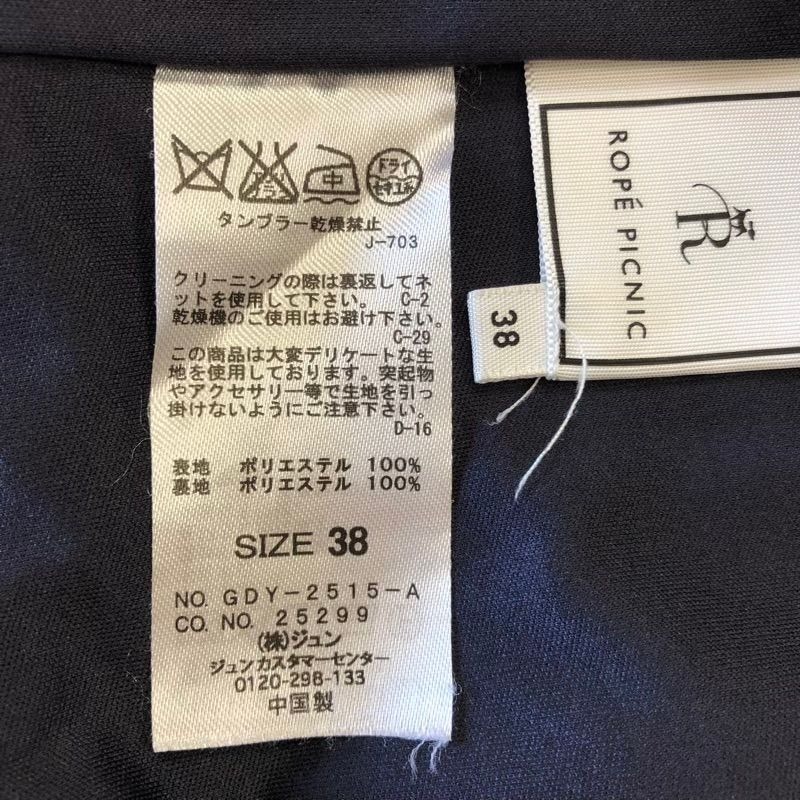 エンソ
サラシ
中
ドライ
セキユ系
タンブラー乾燥禁止
J-703
クリーニングの際は裏返してネ
ットを使用して下さい。 C-2
乾燥機のご使用はお避け下さい。
C-29
この商品は大変デリケートな生
地を使用しております。突起物
やアクセサリー等で生地を引っ
掛けないようにご注意下さい。
D-16
表地 ポリエステル 100%
裏地 ポリエステル 100%
SIZE 38
NO. GDY-2515-A
CO. NO. 25299
(株)ジュン
ジュンカスタマーセンター
0120-298-133
中国製
R
ROPÉ PICNIC
38